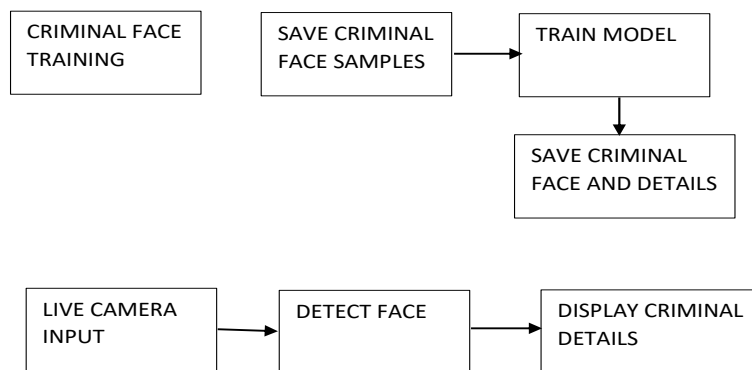 CRIMINAL FACE
TRAINING
SAVE CRIMINAL
FACE SAMPLES
TRAIN MODEL
SAVE CRIMINAL
FACE AND DETAILS
LIVE CAMERA
INPUT
DETECT FACE
DISPLAY CRIMINAL
DETAILS